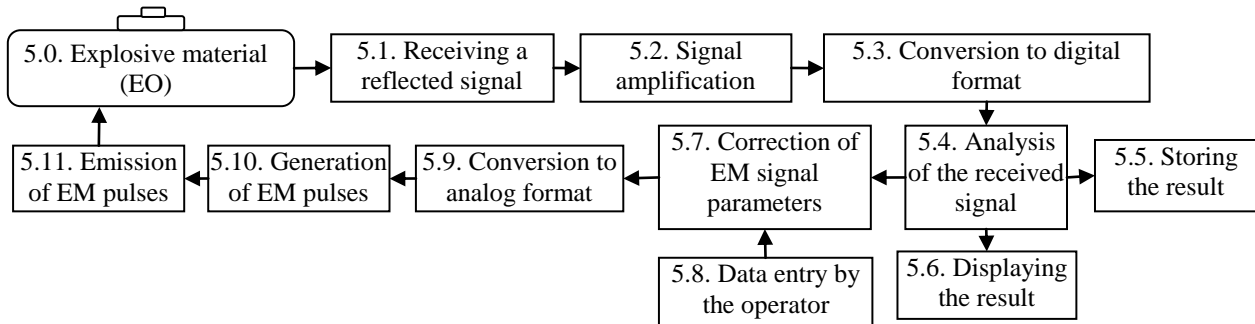 5.0. Explosive material
(EO)
5.1. Receiving a
reflected signal
5.2. Signal
amplification
5.3. Conversion to digital
format
5.4. Analysis
of the received
signal
5.5. Storing
the result
5.6. Displaying
the result
5.7. Correction of
EM signal
parameters
5.8. Data entry by
the operator
5.9. Conversion to
analog format
5.10. Generation
of EM pulses
5.11. Emission
of EM pulses